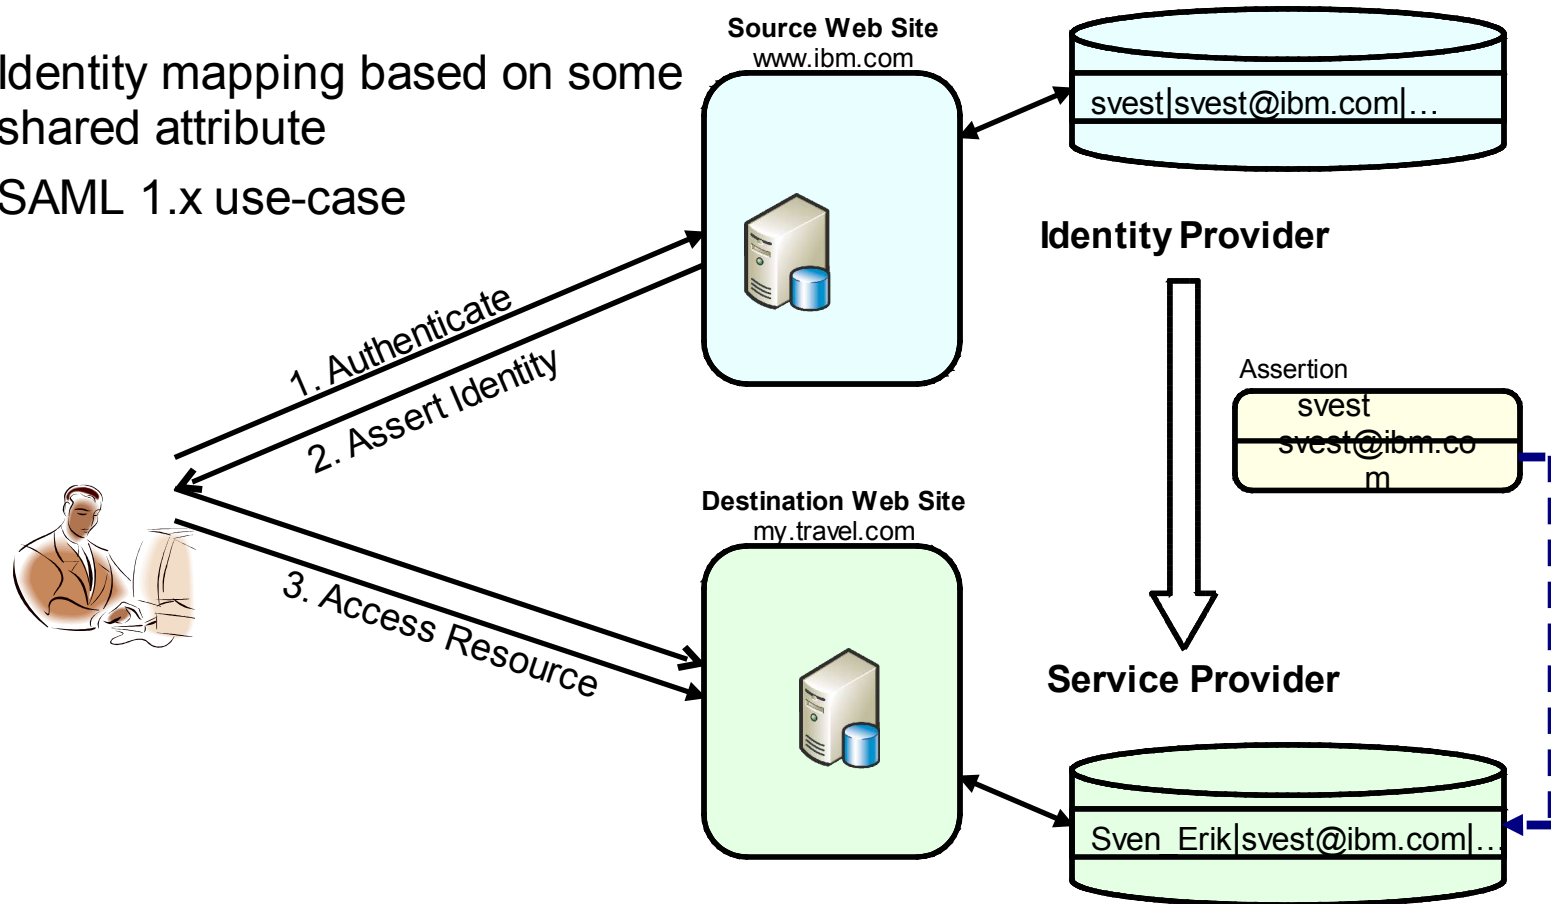 Identity mapping based on some
shared attribute
SAML 1.x use-case
Source Web Site
www.ibm.com
svest|svest@ibm.com|…
Identity Provider
1. Authenticate
2. Assert Identity
Assertion
svest
svest@ibm.co
m
Destination Web Site
my.travel.com
3. Access Resource
Service Provider
Sven Erik|svest@ibm.com|…